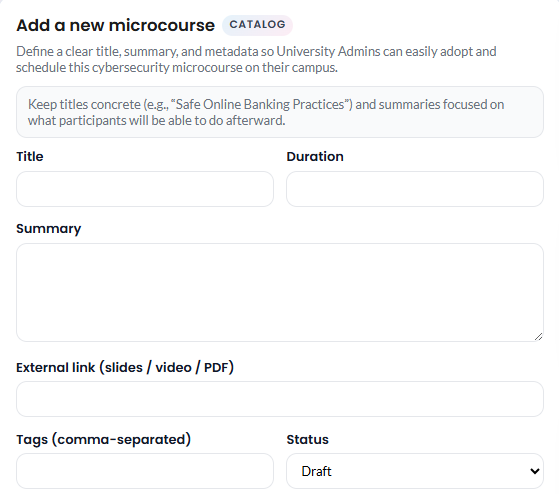 Add a new microcourse CATALOG
Define a clear title, summary, and metadata so University Admins can easily adopt and
schedule this cybersecurity microcourse on their campus.
Keep titles concrete (e.g., “Safe Online Banking Practices”) and summaries focused on
what participants will be able to do afterward.
Title Duration
Summary
External link (slides / video / PDF)
Tags (comma-separated) Status
Draft